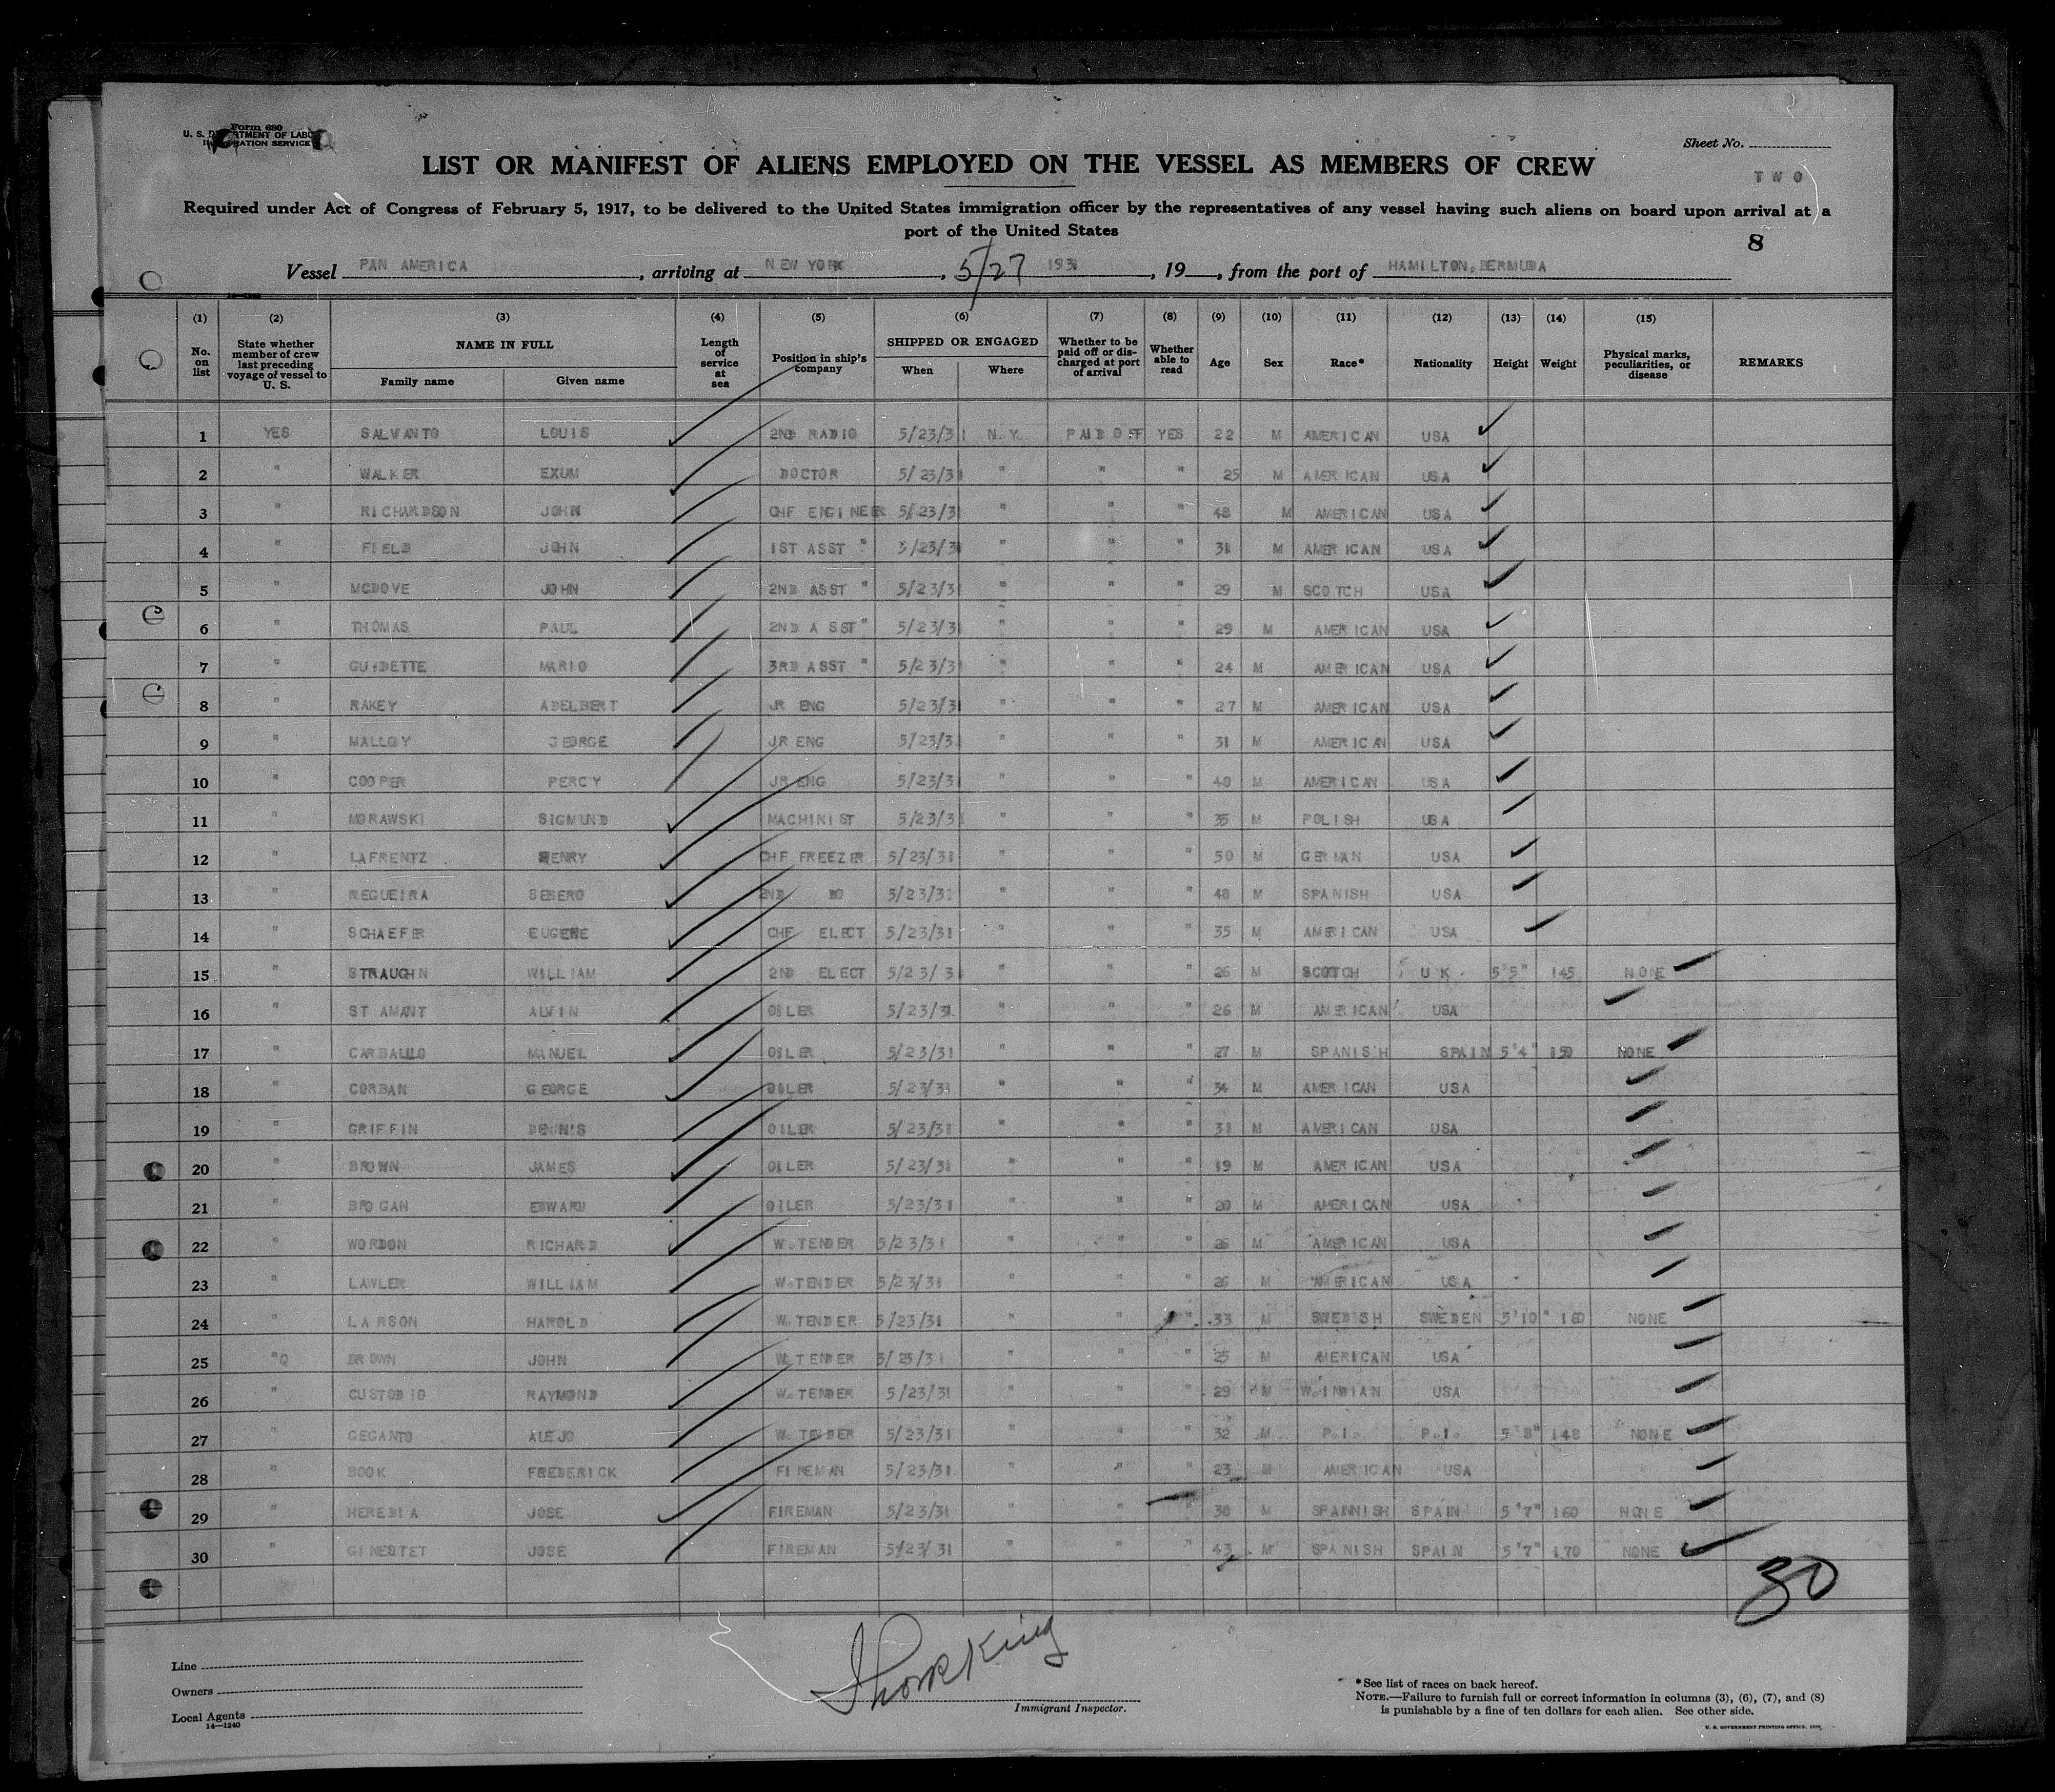 Form 680
U. S. DEPARTMENT OF LABOR
IMMIGRATION SERVICE
Sheet No.
TWO
LIST OR MANIFEST OF ALIENS EMPLOYED ON THE VESSEL AS MEMBERS OF CREW
Required under Act of Congress of February 5, 1917, to be delivered to the United States immigration officer by the representatives of any vessel having such aliens on board upon arrival at a
port of the United States
8
Vessel PAN AMERICA, arriving at NEW YORK, 5/27 1931, 19, from the port of HAMILTON, BERMUDA
14—1240
(1) (2) (3) (4) (5) (6) (7) (8) (9) (10) (11) (12) (13) (14) (15)
No. on list State whether member of crew last preceding voyage of vessel to U. S. NAME IN FULL Family name Given name Length of service at sea Position in ship's company SHIPPED OR ENGAGED When Where Whether to be paid off or discharged at port of arrival Whether able to read Age Sex Race* Nationality Height Weight Physical marks, peculiarities, or disease REMARKS
1 YES SALVANTO LOUIS 2ND RADIO 5/23/31 N.Y. PAID OFF YES 22 M AMERICAN USA
2 " WALKER EXUM DOCTOR 5/23/31 " " " 25 M AMERICAN USA
3 " RICHARDSON JOHN CHF ENGINEER 5/23/31 " " " 48 M AMERICAN USA
4 " FIELD JOHN 1ST ASST " 5/23/31 " " " 31 M AMERICAN USA
5 " MCDOVE JOHN 2ND ASST " 5/23/31 " " " 29 M SCOTCH USA
6 " THOMAS PAUL 2ND A SST " 5/23/31 " " " 29 M AMERICAN USA
7 " GUIDETTE MARIO 3RD ASST " 5/23/31 " " " 24 M AMERICAN USA
8 " RAKEY ADELBERT JR ENG 5/23/31 " " " 27 M AMERICAN USA
9 " MALLOY GEORGE JR ENG 5/23/31 " " " 31 M AMERICAN USA
10 " COOPER PERCY JR ENG 5/23/31 " " " 40 M AMERICAN USA
11 " MORAWSKI SIGMUND MACHINIST 5/23/31 " " " 35 M POLISH USA
12 " LAFRENTZ HENRY CHF FREEZER 5/23/31 " " " 50 M GERMAN USA
13 " REGUEIRA SEBERO 2ND DO 5/23/31 " " " 48 M SPANISH USA
14 " SCHAEFER EUGENE CHF ELECT 5/23/31 " " " 35 M AMERICAN USA
15 " STRAUGHN WILLIAM 2ND ELECT 5/23/31 " " " 26 M SCOTCH U K 5'5" 145 NONE
16 " ST AMANT ALVIN OILER 5/23/31 " " " 26 M AMERICAN USA
17 " CARBALLO MANUEL OILER 5/23/31 " " " 27 M SPANISH SPAIN 5'4" 150 NONE
18 " CORBAN GEORGE OILER 5/23/31 " " " 34 M AMERICAN USA
19 " GRIFFIN DENNIS OILER 5/23/31 " " " 31 M AMERICAN USA
20 " BROWN JAMES OILER 5/23/31 " " " 19 M AMERICAN USA
21 " BROGAN EDWARD OILER 5/23/31 " " " 20 M AMERICAN USA
22 " WORDON RICHARD W.TENDER 5/23/31 " " " 26 M AMERICAN USA
23 " LAWLER WILLIAM W.TENDER 5/23/31 " " " 26 M AMERICAN USA
24 " LARSON HAROLD W.TENDER 5/23/31 " " " 33 M SWEDISH SWEDEN 5'10" 160 NONE
25 "Q BROWN JOHN W.TENDER 5/23/31 " " " 25 M AMERICAN USA
26 " CUSTODIO RAYMOND W.TENDER 5/23/31 " " " 29 M W.INDIAN USA
27 " GEGANTO ALEJO W.TENDER 5/23/31 " " " 32 M P.I. P.I. 5'8" 148 NONE
28 " BOOK FREDERICK FIREMAN 5/23/31 " " " 23 M AMERICAN USA
29 " HEREDIA JOSE FIREMAN 5/23/31 " " " 38 M SPANNISH SPAIN 5'7" 160 NONE
30 " GINESTET JOSE FIREMAN 5/23/31 " " " 43 M SPANISH SPAIN 5'7" 170 NONE
30
Line
Owners
Local Agents
14—1240
Immigrant Inspector.
*See list of races on back hereof.
NOTE.—Failure to furnish full or correct information in columns (3), (6), (7), and (8)
is punishable by a fine of ten dollars for each alien. See other side.
U. S. GOVERNMENT PRINTING OFFICE